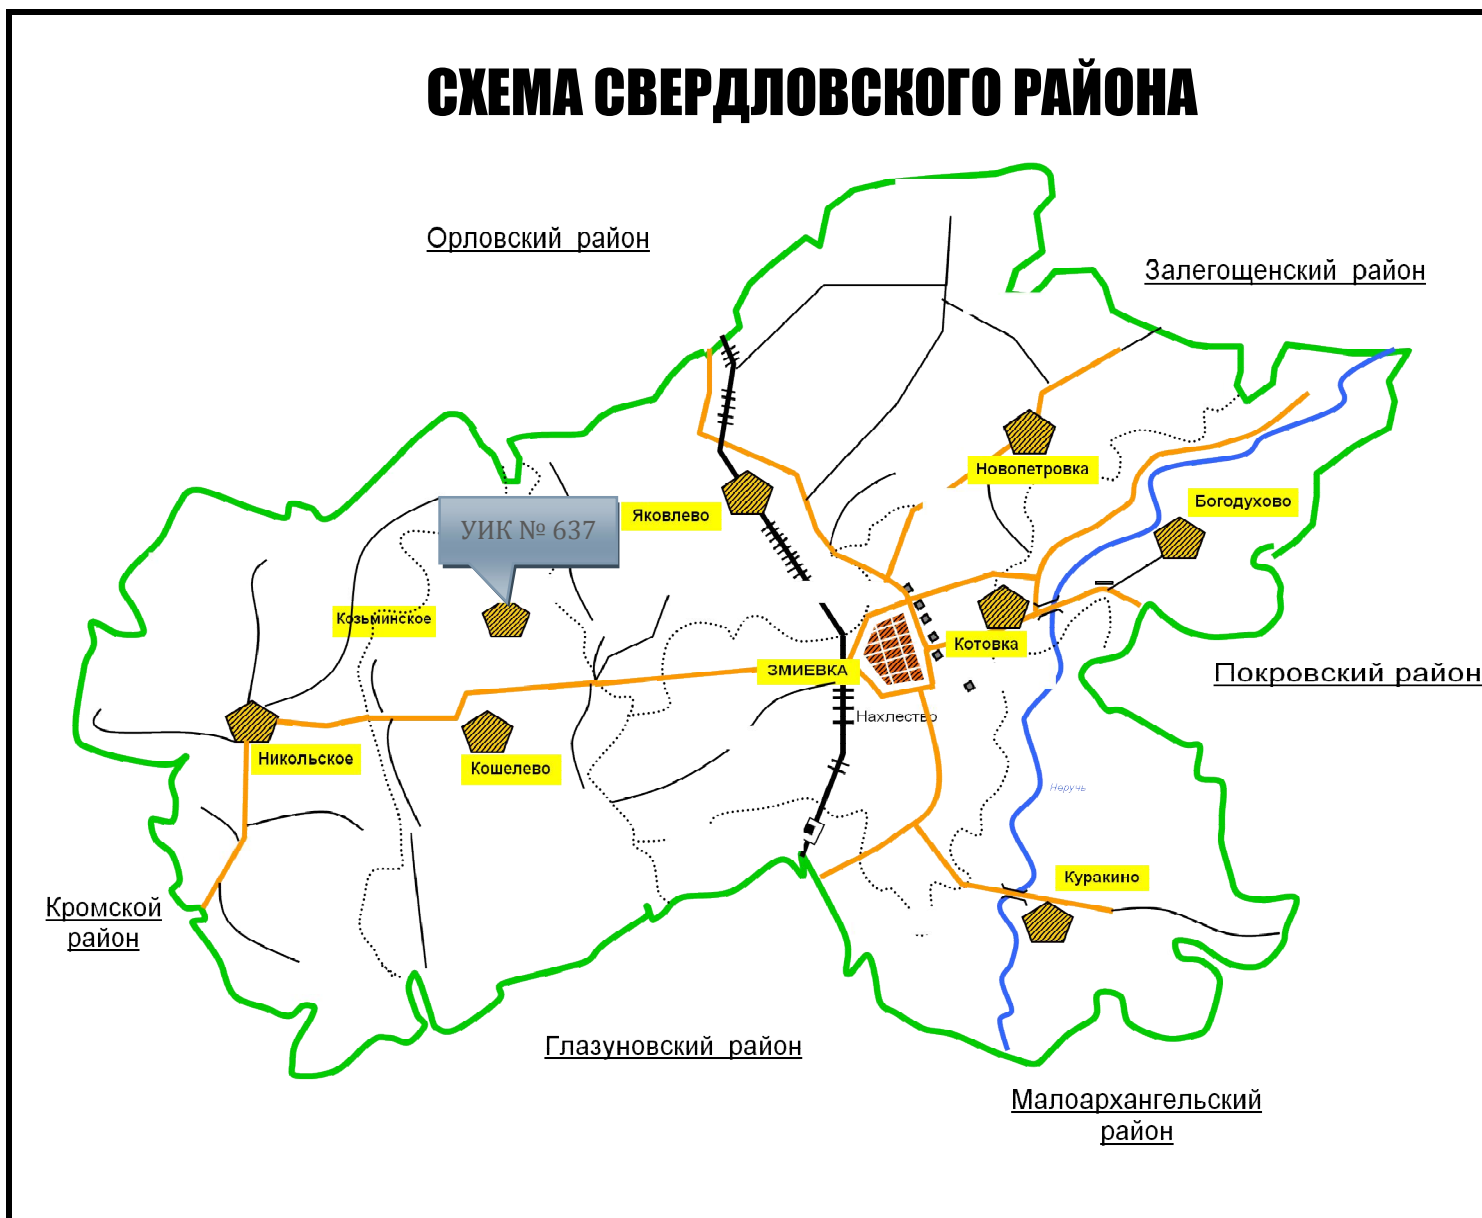 СХЕМА СВЕРДЛОВСКОГО РАЙОНА
Орловский район
Залегощенский район
Новопетровка
Богодухово
Яковлево
УИК № 637
Козьминское
Котовка
ЗМИЕВКА
Покровский район
Нахлество
Никольское
Кошелево
Неручь
Куракино
Кромской
район
Глазуновский район
Малоархангельский
район